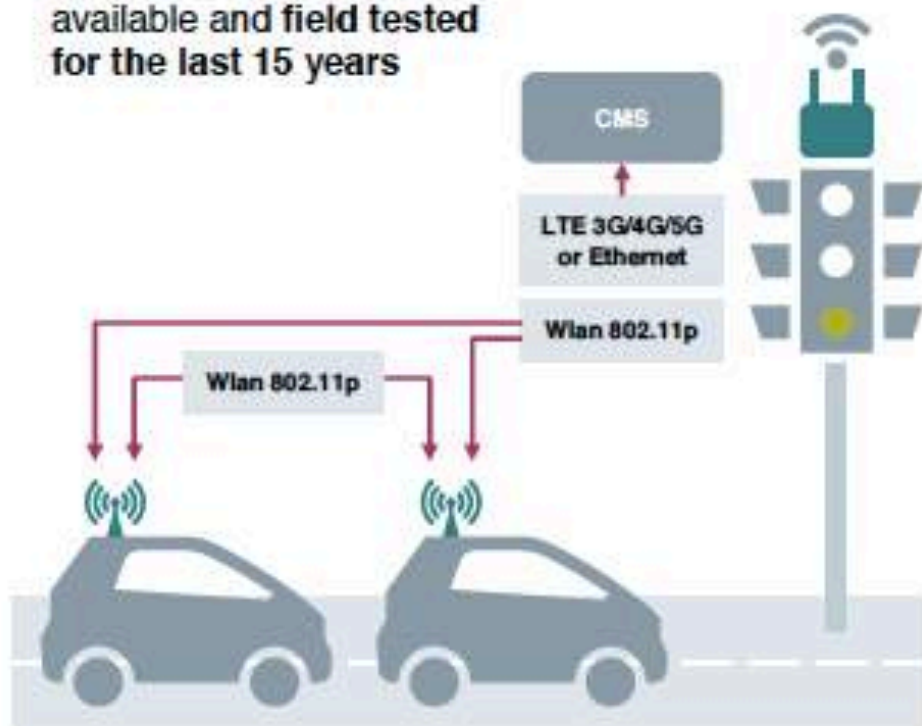 available and field tested
for the last 15 years
CMS
LTE 3G/4G/5G
or Ethernet
Wlan 802.11p
Wlan 802.11p